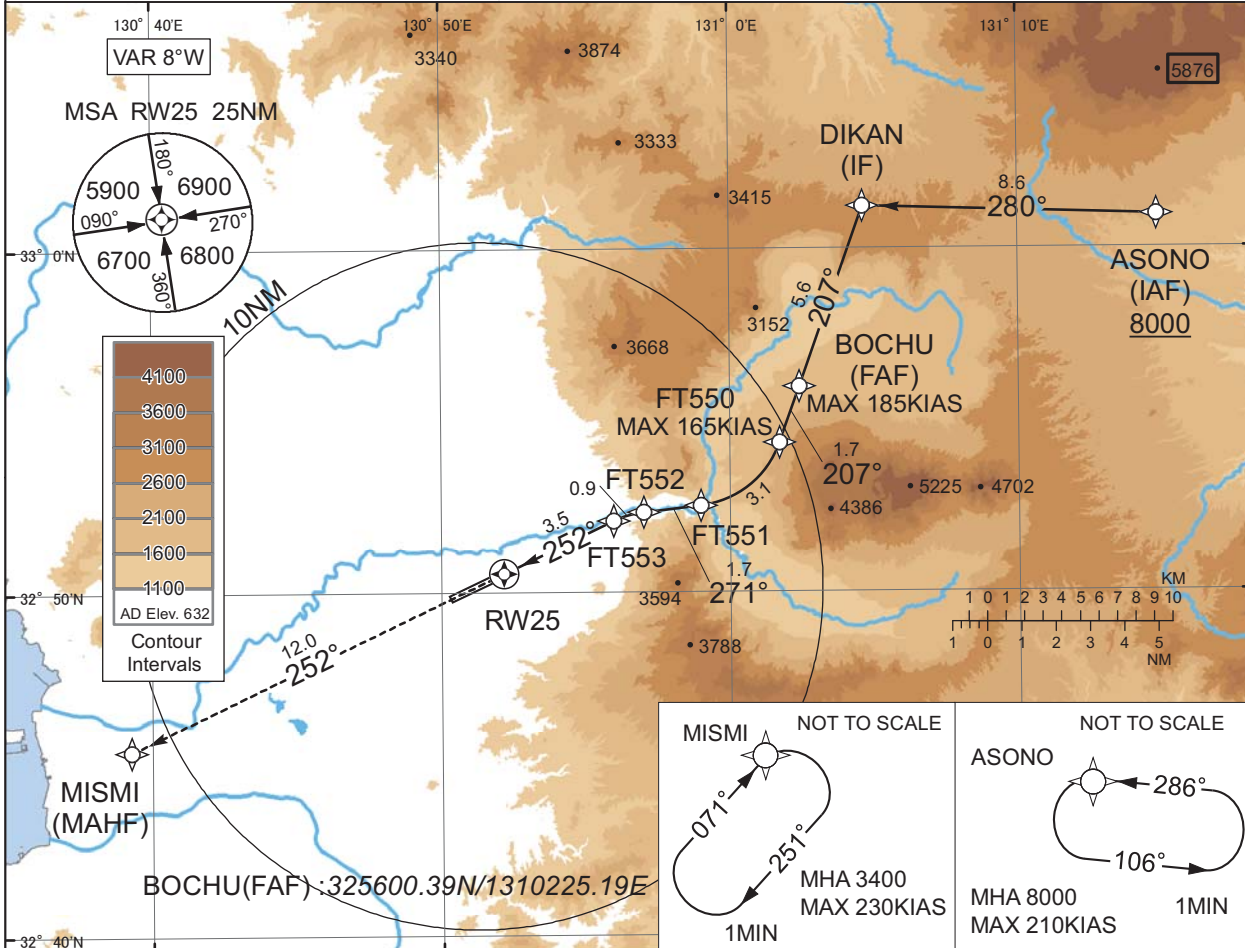 130° 40'E
130° 50'E
131° 0'E
131° 10'E
VAR 8°W
3340
3874
5876
MSA RW25 25NM
180°
5900
6900
090°
270°
6700
6800
360°
3333
3415
DIKAN
(IF)
8.6
280°
ASONO
(IAF)
8000
33° 0'N
10NM
5.6
207°
3152
3668
BOCHU
(FAF)
MAX 185KIAS
FT550
MAX 165KIAS
1.7
207°
4100
3600
3100
2600
2100
1600
1100
AD Elev. 632
Contour
Intervals
5225
4702
4386
FT552
0.9
3.1
3.5
252°
FT553
FT551
1.7
271°
3594
32° 50'N
RW25
3788
KM
1 0 1 2 3 4 5 6 7 8 9 10
1 0 1 2 3 4 5
NM
12.0
252°
MISMI
(MAHF)
BOCHU(FAF) :325600.39N/1310225.19E
NOT TO SCALE
MISMI
071°
251°
MHA 3400
MAX 230KIAS
1MIN
NOT TO SCALE
ASONO
286°
106°
MHA 8000
MAX 210KIAS
1MIN
32° 40'N